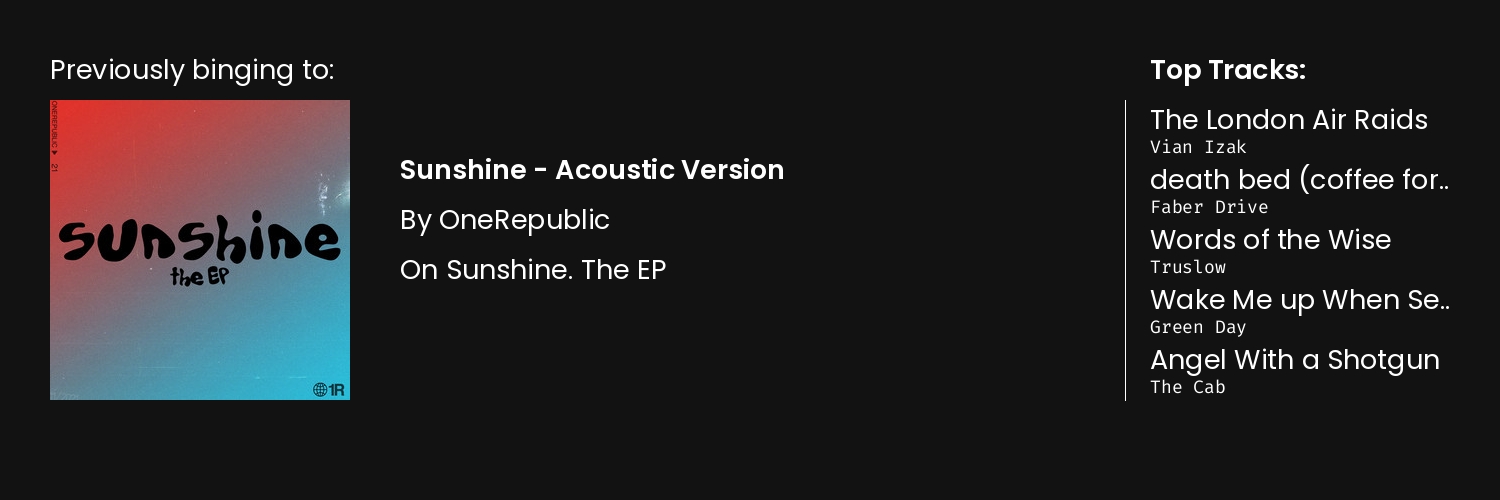 Previously binging to:
ONEREPUBLIC ▶ 21
sunshine
the EP
1R
Sunshine - Acoustic Version
By OneRepublic
On Sunshine. The EP
Top Tracks:
The London Air Raids
Vian Izak
death bed (coffee for..
Faber Drive
Words of the Wise
Truslow
Wake Me up When Se..
Green Day
Angel With a Shotgun
The Cab